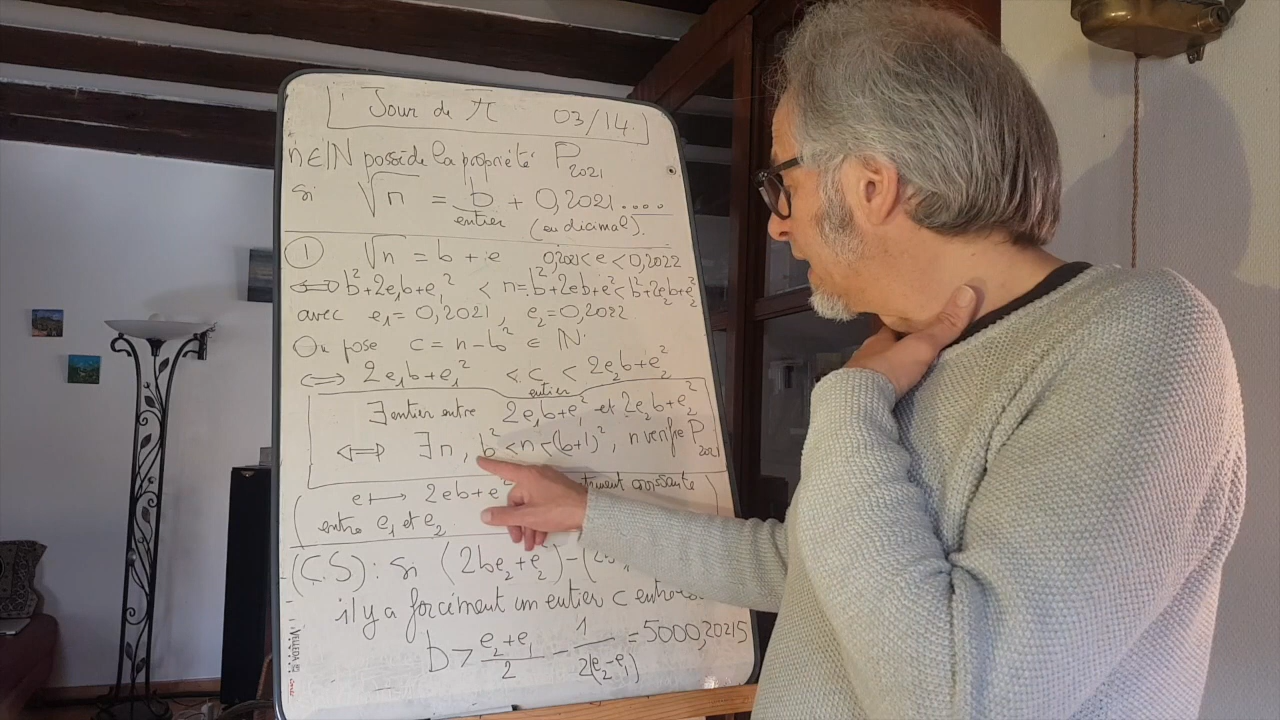 Jour de π 03/14.
n ∈ ℕ possède la propriété P₂₀₂₁
si √n = b + 0,2021....
entier (en diamal).
① √n = b + e 0,2021 < e < 0,2022
⟺ b² + 2e₁b + e₁² < n = b² + 2eb + e² < b² + 2e₂b + e₂²
avec e₁ = 0,2021, e₂ = 0,2022
On pose c = n - b² ∈ ℕ
⟺ 2e₁b + e₁² < c < 2e₂b + e₂²
entier
∃ entier entre 2e₁b + e₁² et 2e₂b + e₂²
⟺ ∃ n, b² < n < (b+1)², n vérifie P₂₀₂₁
( e ⟼ 2eb + e² croissante
entre e₁ et e₂ )
(C.S) : si (2be₂ + e₂²) - (2b
il y a forcément un entier c entre
b > (e₂ + e₁)/2 - 1/(2(e₂ - e₁)) = 5000,20215
VELLEDA